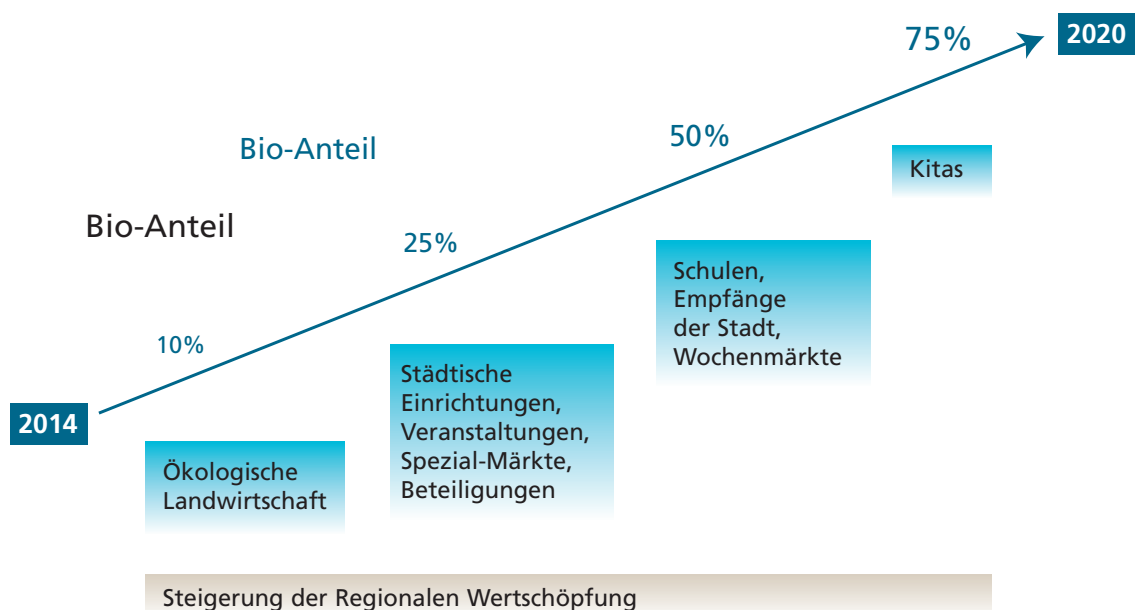 75%
2020
50%
Bio-Anteil
Kitas
Bio-Anteil
25%
Schulen,
Empfänge
der Stadt,
Wochenmärkte
10%
Städtische
Einrichtungen,
Veranstaltungen,
Spezial-Märkte,
Beteiligungen
2014
Ökologische
Landwirtschaft
Steigerung der Regionalen Wertschöpfung